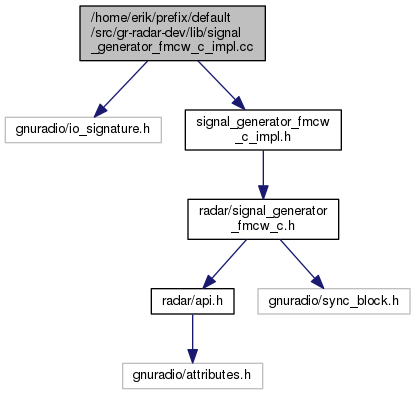 /home/erik/prefix/default
/src/gr-radar-dev/lib/signal
_generator_fmcw_c_impl.cc
gnuradio/io_signature.h
signal_generator_fmcw
_c_impl.h
radar/signal_generator
_fmcw_c.h
radar/api.h
gnuradio/sync_block.h
gnuradio/attributes.h